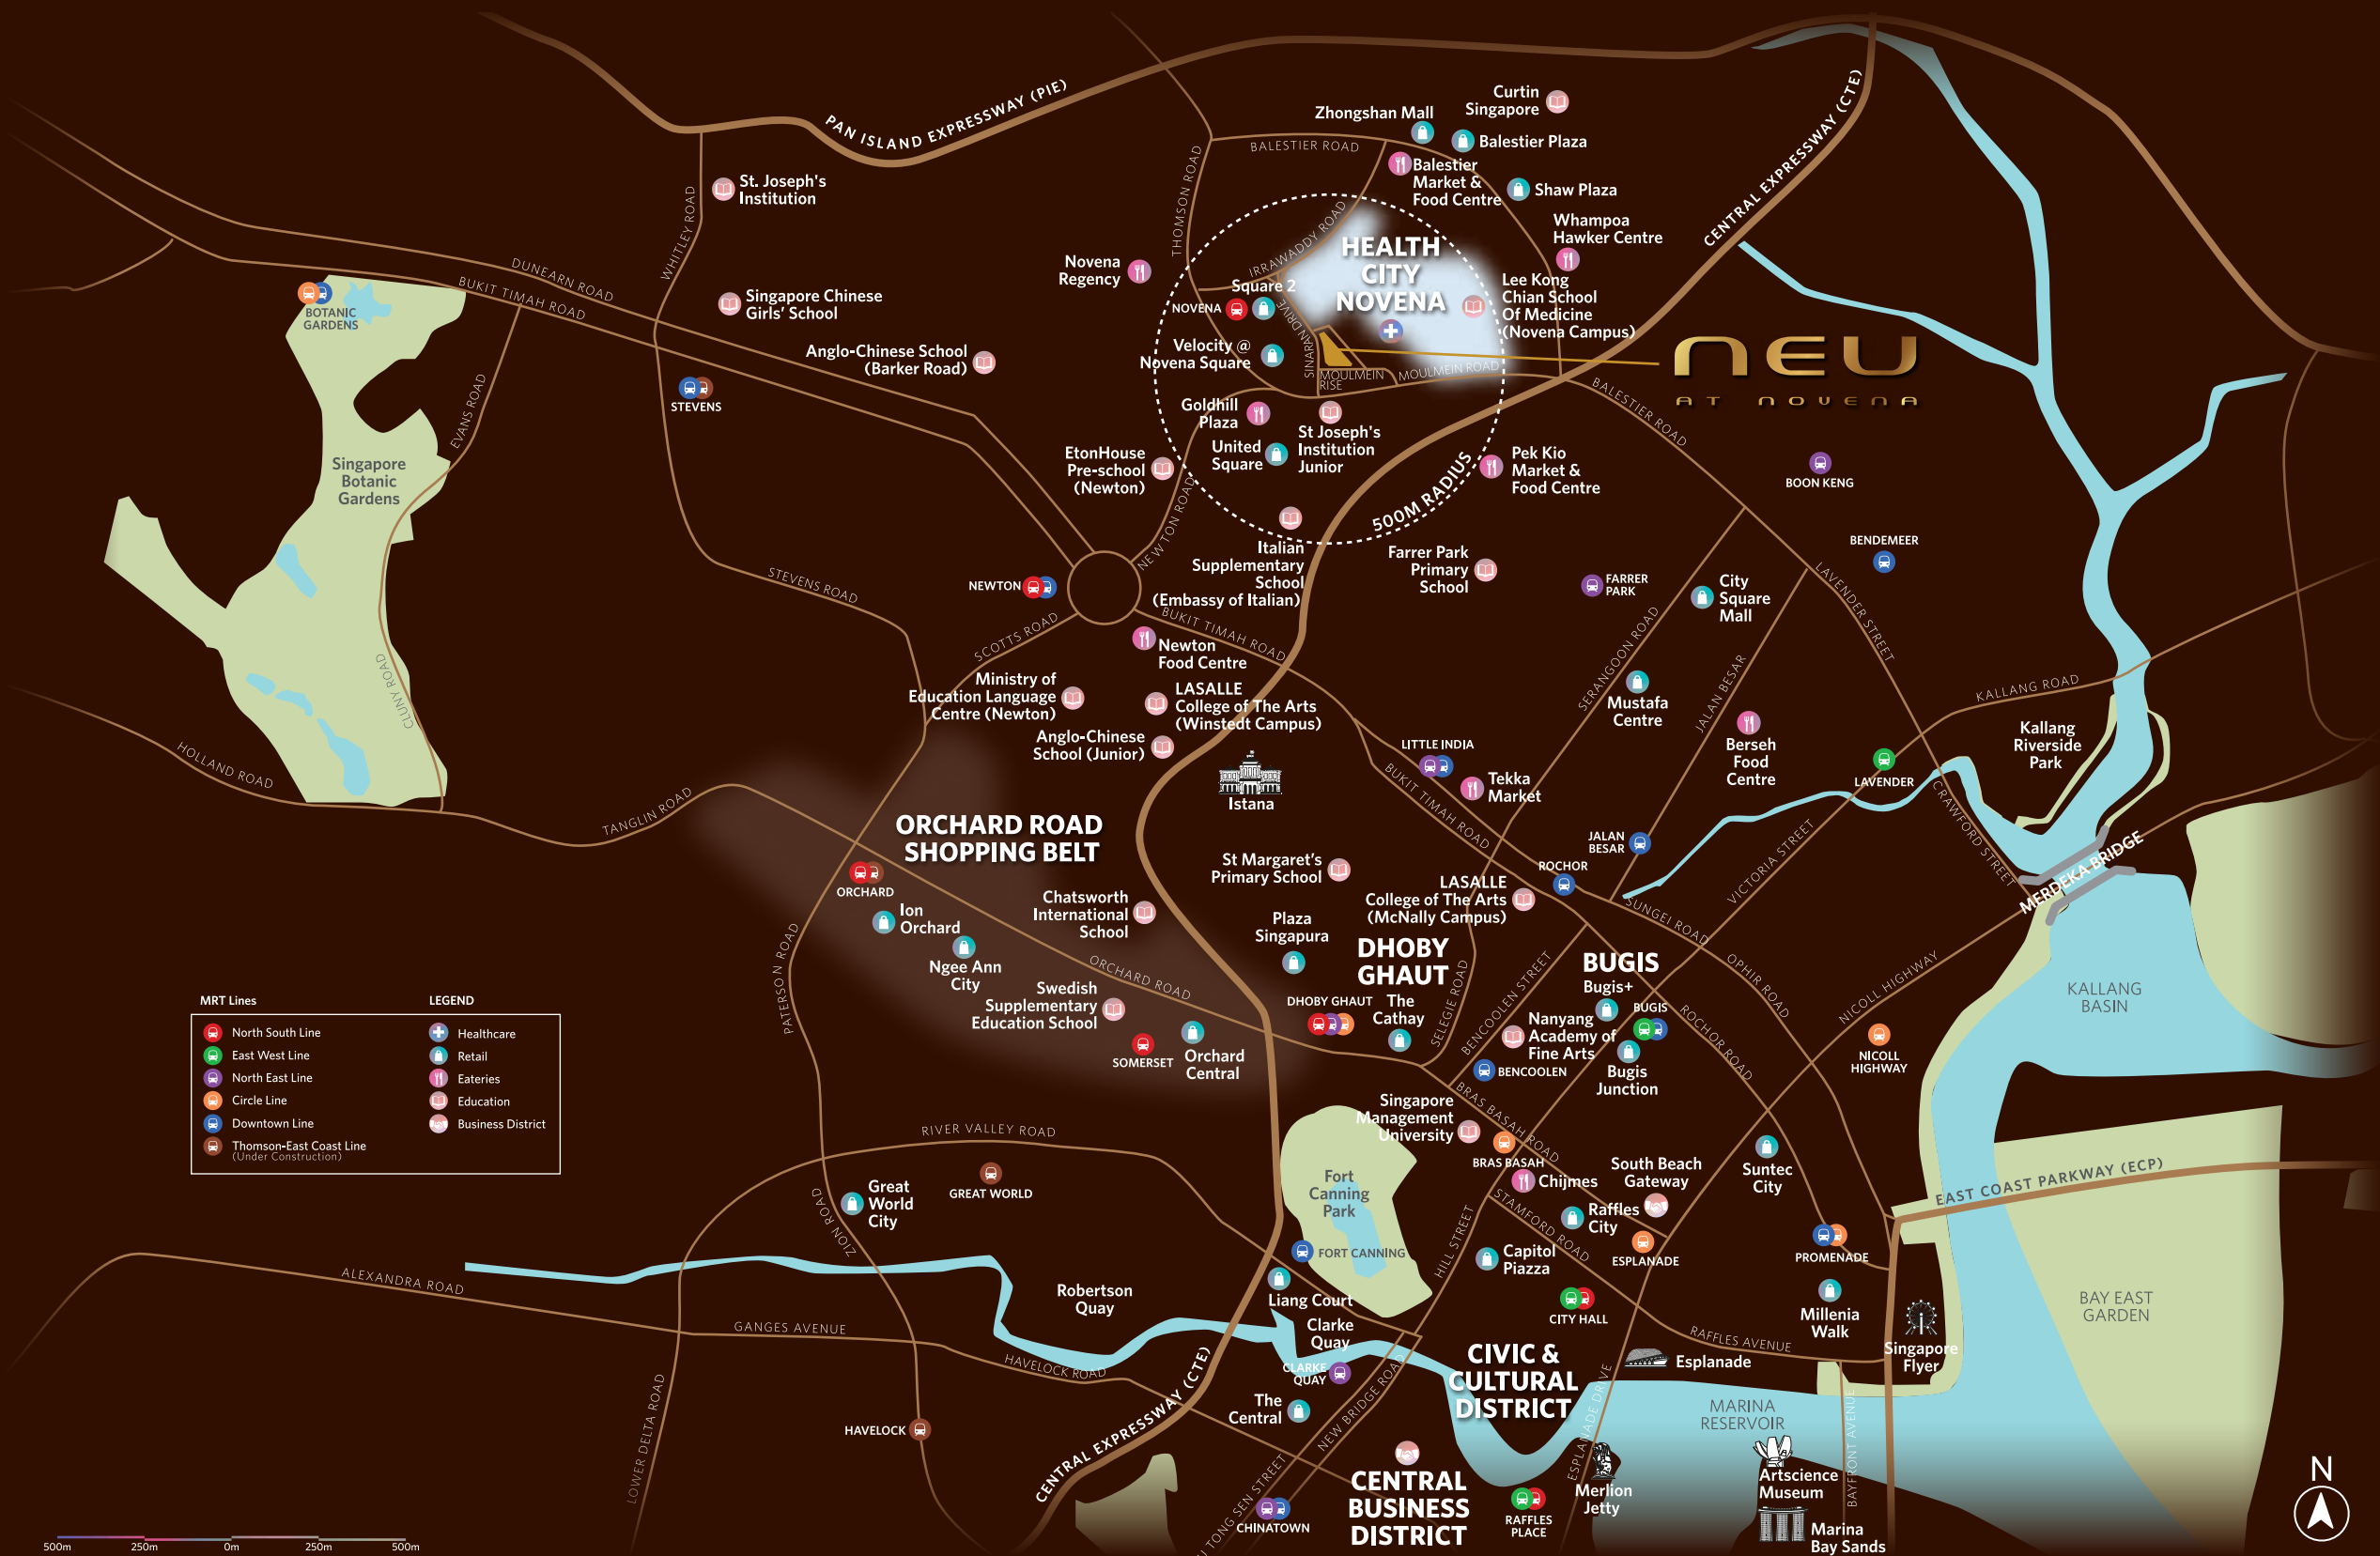 PAN ISLAND EXPRESSWAY (PIE)
CENTRAL EXPRESSWAY (CTE)
Curtin
Singapore
Zhongshan Mall
Balestier Plaza
BALESTIER ROAD
Balestier
Market &
Food Centre
Shaw Plaza
Whampoa
Hawker Centre
St. Joseph's
Institution
WHITLEY ROAD
THOMSON ROAD
IRRAWADDY ROAD
HEALTH
CITY
NOVENA
Novena
Regency
Square 2
NOVENA
Lee Kong
Chian School
Of Medicine
(Novena Campus)
DUNEARN ROAD
BUKIT TIMAH ROAD
Singapore Chinese
Girls' School
BOTANIC
GARDENS
Anglo-Chinese School
(Barker Road)
Velocity @
Novena Square
SINARAN DRIVE
MOULMEIN
RISE
MOULMEIN ROAD
NEU
AT NOVENA
BALESTIER ROAD
STEVENS
EVANS ROAD
Goldhill
Plaza
St Joseph's
Institution
Junior
United
Square
EtonHouse
Pre-school
(Newton)
Pek Kio
Market &
Food Centre
500M RADIUS
BOON KENG
Singapore
Botanic
Gardens
NEWTON ROAD
Italian
Supplementary
School
(Embassy of Italian)
Farrer Park
Primary
School
FARRER
PARK
City
Square
Mall
BENDEMEER
LAVENDER STREET
STEVENS ROAD
NEWTON
SCOTTS ROAD
BUKIT TIMAH ROAD
Newton
Food Centre
CLUNY ROAD
Ministry of
Education Language
Centre (Newton)
LASALLE
College of The Arts
(Winstedt Campus)
Anglo-Chinese
School (Junior)
SERANGOON ROAD
JALAN BESAR
Mustafa
Centre
Berseh
Food
Centre
KALLANG ROAD
Kallang
Riverside
Park
LITTLE INDIA
Tekka
Market
LAVENDER
HOLLAND ROAD
TANGLIN ROAD
Istana
BUKIT TIMAH ROAD
CRAWFORD STREET
MERDEKA BRIDGE
ORCHARD ROAD
SHOPPING BELT
JALAN
BESAR
ROCHOR
VICTORIA STREET
St Margaret's
Primary School
LASALLE
College of The Arts
(McNally Campus)
SUNGEI ROAD
ORCHARD
Ion
Orchard
Ngee Ann
City
Chatsworth
International
School
Plaza
Singapura
DHOBY
GHAUT
BUGIS
Bugis+
BUGIS
OPHIR ROAD
NICOLL HIGHWAY
KALLANG
BASIN
PATERSON ROAD
ORCHARD ROAD
Swedish
Supplementary
Education School
SOMERSET
Orchard
Central
DHOBY GHAUT
The
Cathay
SELEGIE ROAD
BENCOOLEN STREET
Nanyang
Academy of
Fine Arts
BENCOOLEN
Bugis
Junction
ROCHOR ROAD
NICOLL
HIGHWAY
MRT Lines
North South Line
East West Line
North East Line
Circle Line
Downtown Line
Thomson-East Coast Line
(Under Construction)
LEGEND
Healthcare
Retail
Eateries
Education
Business District
BRAS BASAH ROAD
Singapore
Management
University
BRAS BASAH
RIVER VALLEY ROAD
GREAT WORLD
Great
World
City
ZION ROAD
Fort
Canning
Park
FORT CANNING
Chijmes
South Beach
Gateway
Suntec
City
EAST COAST PARKWAY (ECP)
STAMFORD ROAD
Raffles
City
HILL STREET
Capitol
Piazza
ESPLANADE
PROMENADE
CITY HALL
Millenia
Walk
BAY EAST
GARDEN
ALEXANDRA ROAD
GANGES AVENUE
HAVELOCK ROAD
Robertson
Quay
Liang Court
Clarke
Quay
CLARKE
QUAY
RAFFLES AVENUE
Singapore
Flyer
Esplanade
CIVIC &
CULTURAL
DISTRICT
The
Central
NEW BRIDGE ROAD
ESPLANADE DRIVE
MARINA
RESERVOIR
BAYFRONT AVENUE
LOWER DELTA ROAD
HAVELOCK
CENTRAL EXPRESSWAY (CTE)
CENTRAL
BUSINESS
DISTRICT
TONG SEN STREET
CHINATOWN
RAFFLES
PLACE
Merlion
Jetty
Artscience
Museum
Marina
Bay Sands
N
500m
250m
0m
250m
500m